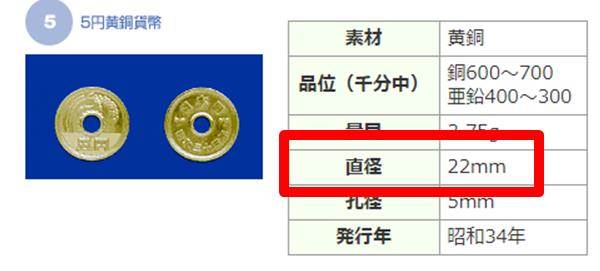 5 5円黄銅貨幣
素材 黄銅
品位（千分中） 銅600～700
亜鉛400～300
量目 3.75g
直径 22mm
孔径 5mm
発行年 昭和34年